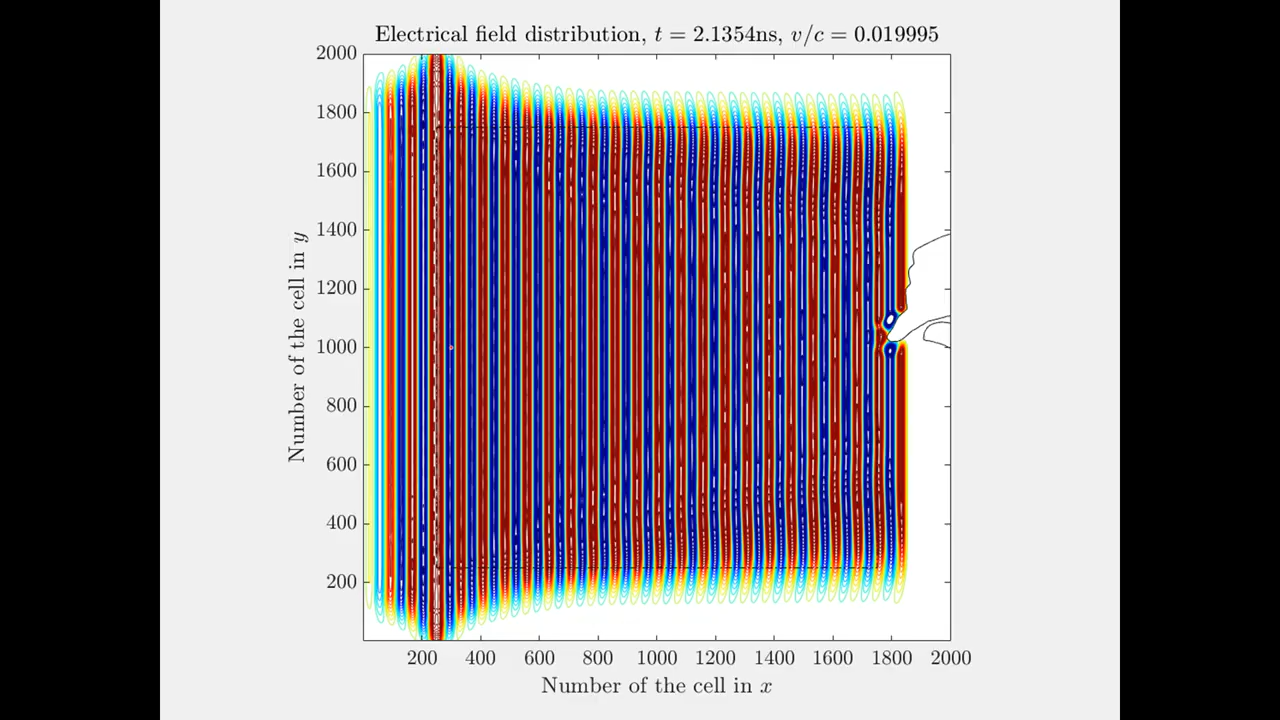 Electrical field distribution, t = 2.1354ns, v/c = 0.019995
2000
1800
1600
1400
1200
1000
800
600
400
200
Number of the cell in y
200 400 600 800 1000 1200 1400 1600 1800 2000
Number of the cell in x